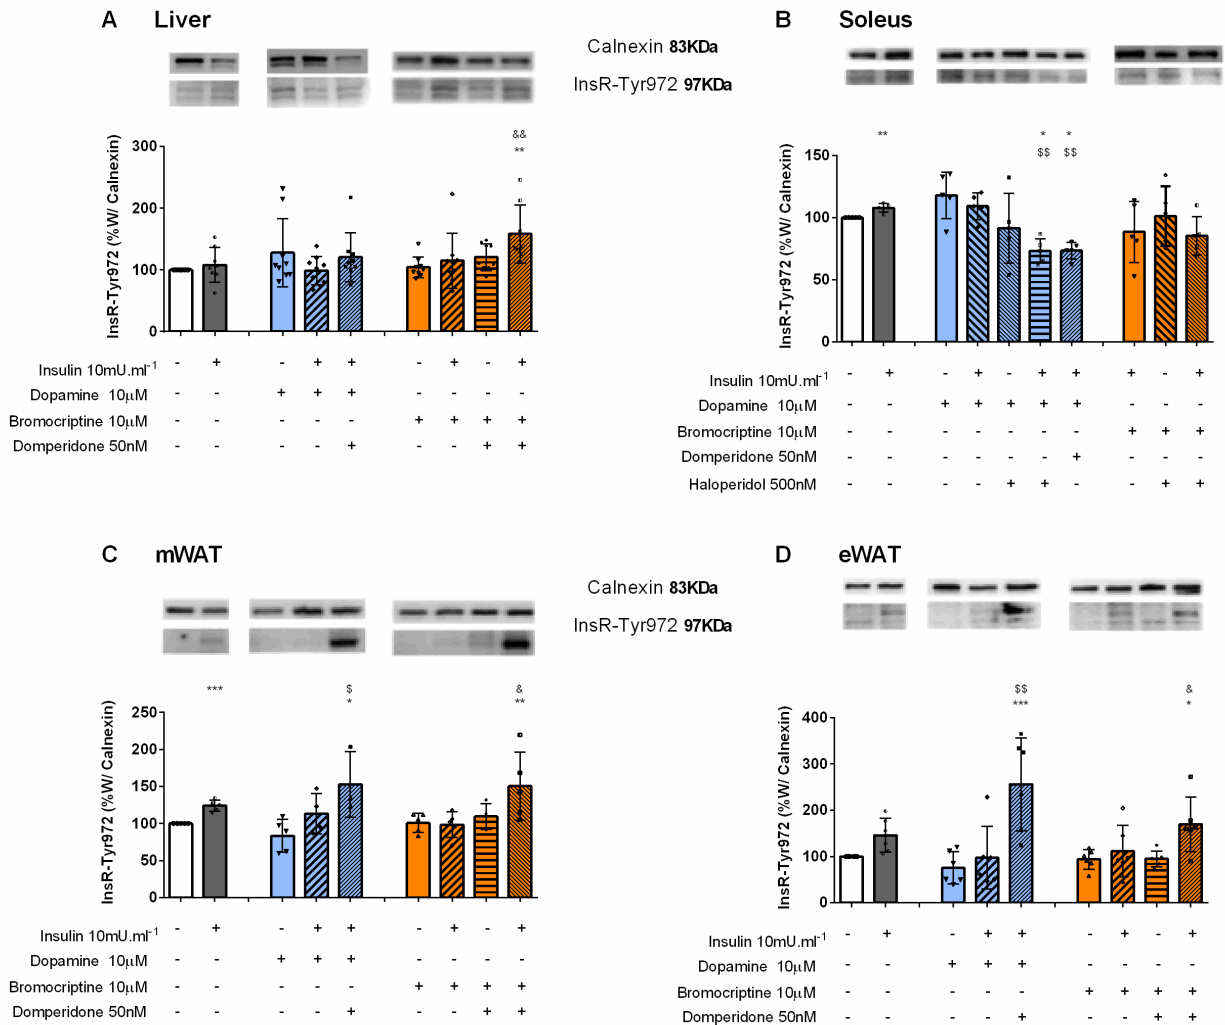 A Liver
Calnexin 83KDa
InsR-Tyr972 97KDa
B Soleus
&&
**
InsR-Tyr972 (%W/ Calnexin)
300
200
100
0
Insulin 10mU.ml-1 - + - + + - + - +
Dopamine 10μM - - + + + - - - -
Bromocriptine 10μM - - - - - + + + +
Domperidone 50nM - - - - + - - + +
** * *
$$ $$
InsR-Tyr972 (%W/ Calnexin)
150
100
50
0
Insulin 10mU.ml-1 - + - + - + + + - +
Dopamine 10μM - - + + + + + - - -
Bromocriptine 10μM - - - - - - - + + +
Domperidone 50nM - - - - - - + - - -
Haloperidol 500nM - - - - + + - - + +
C mWAT
Calnexin 83KDa
InsR-Tyr972 97KDa
D eWAT
*** $ &
* **
InsR-Tyr972 (%W/ Calnexin)
250
200
150
100
50
0
Insulin 10mU.ml-1 - + - + + - + - +
Dopamine 10μM - - + + + - - - -
Bromocriptine 10μM - - - - - + + + +
Domperidone 50nM - - - - + - - + +
$$ &
*** *
InsR-Tyr972 (%W/ Calnexin)
400
300
200
100
0
Insulin 10mU.ml-1 - + - + + - + - +
Dopamine 10μM - - + + + - - - -
Bromocriptine 10μM - - - - - + + + +
Domperidone 50nM - - - - + - - + +